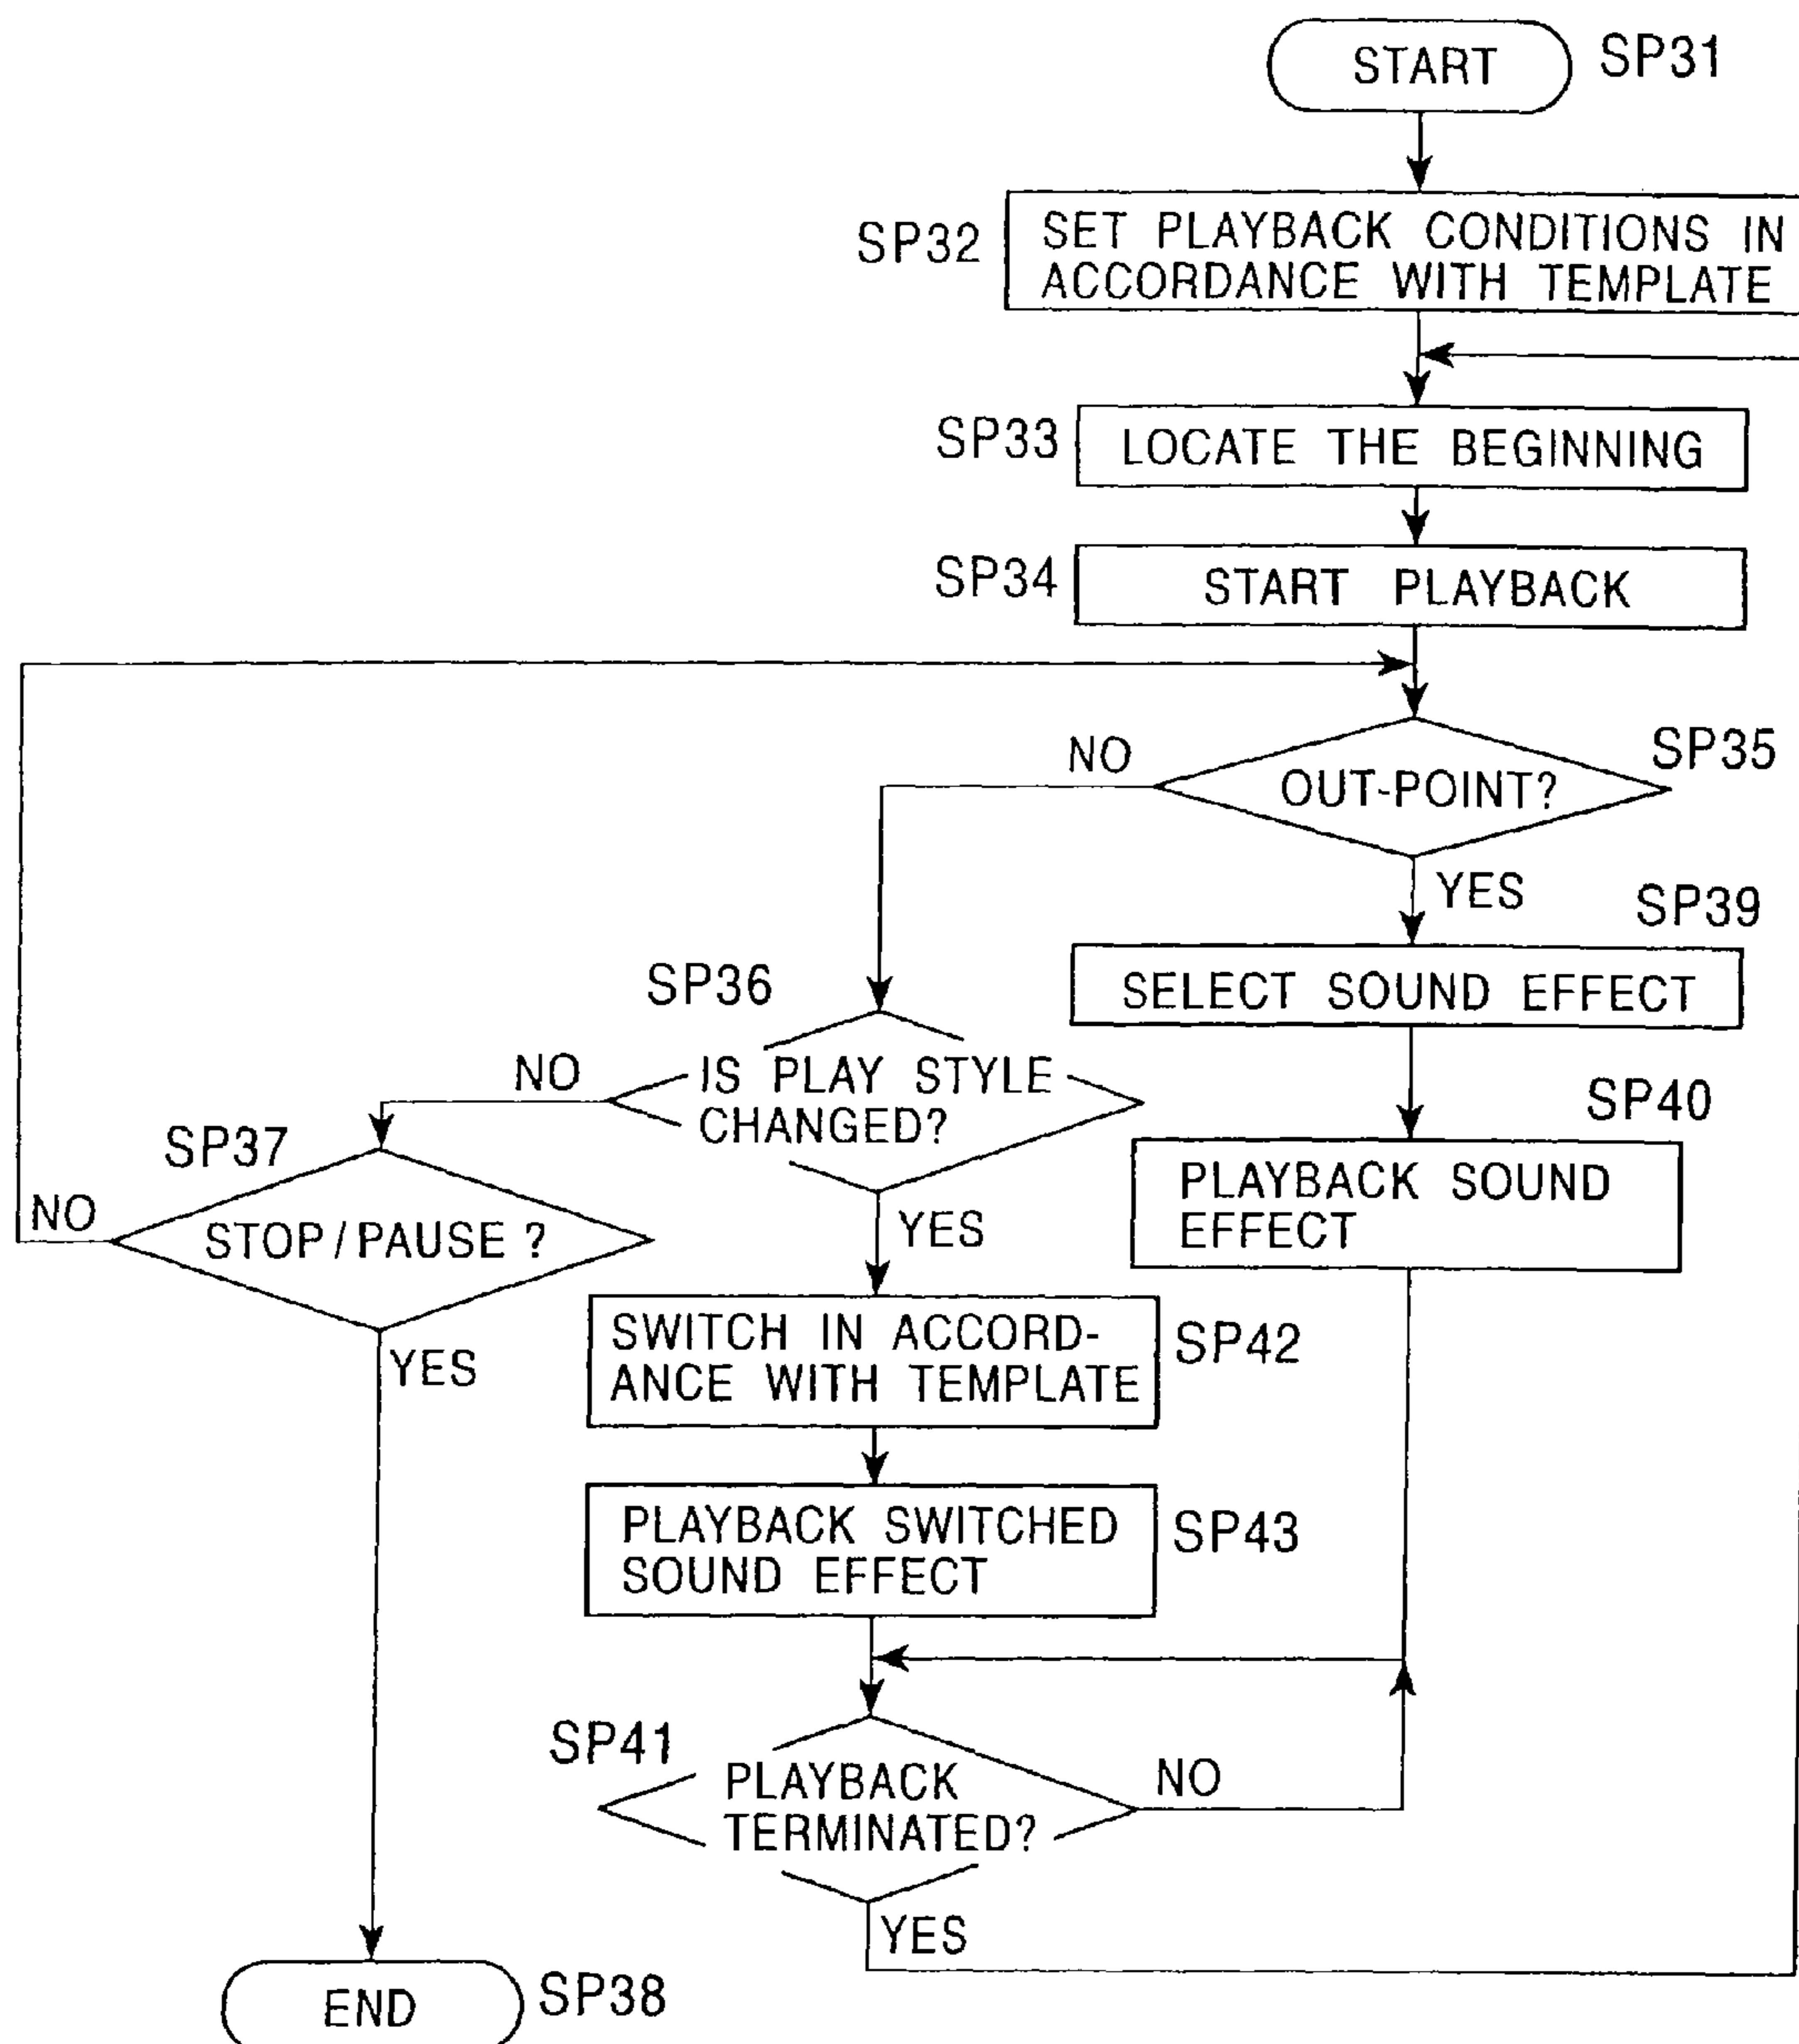 START SP31
SP32 SET PLAYBACK CONDITIONS IN
ACCORDANCE WITH TEMPLATE
SP33 LOCATE THE BEGINNING
SP34 START PLAYBACK
SP35
NO
OUT-POINT?
YES
SP39
SELECT SOUND EFFECT
SP36
NO
IS PLAY STYLE
CHANGED?
SP40
SP37
PLAYBACK SOUND
EFFECT
NO
STOP/PAUSE ?
YES
SWITCH IN ACCORD-
ANCE WITH TEMPLATE
SP42
YES
PLAYBACK SWITCHED
SOUND EFFECT
SP43
SP41
PLAYBACK
TERMINATED?
NO
YES
END SP38